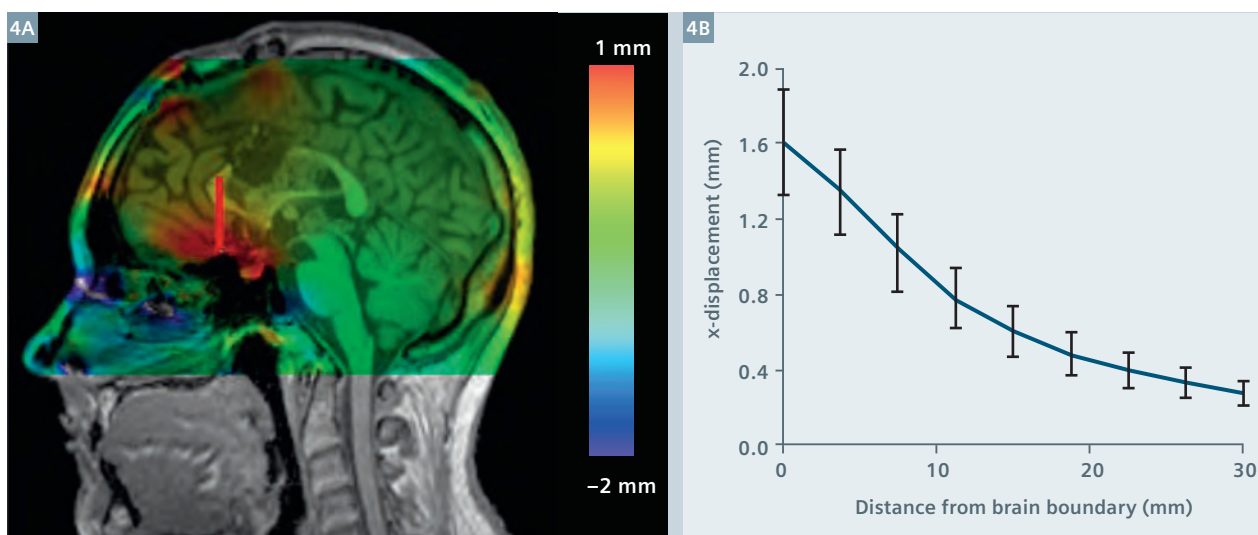 4A
1 mm
−2 mm
4B
x-displacement (mm)
2.0
1.6
1.2
0.8
0.4
0.0
0
10
20
30
Distance from brain boundary (mm)